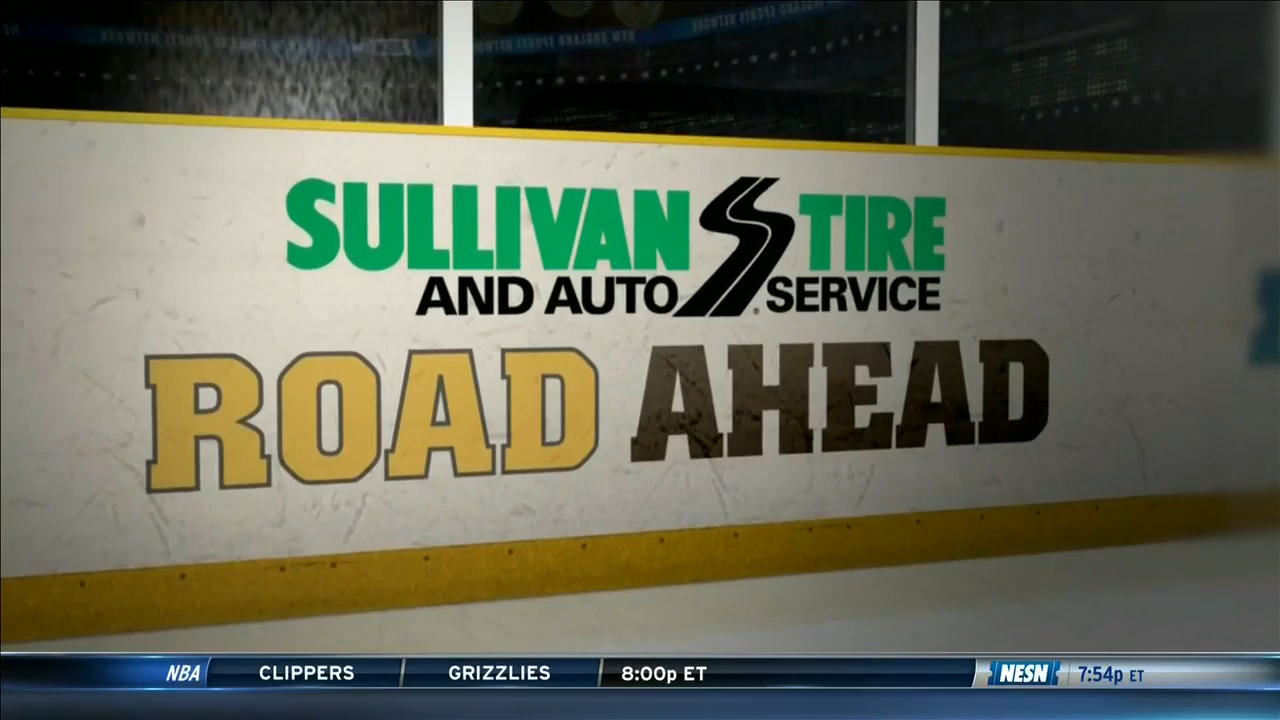 SULLIVAN TIRE
AND AUTO SERVICE
ROAD AHEAD
NBA CLIPPERS GRIZZLIES 8:00p ET NESN 7:54p ET